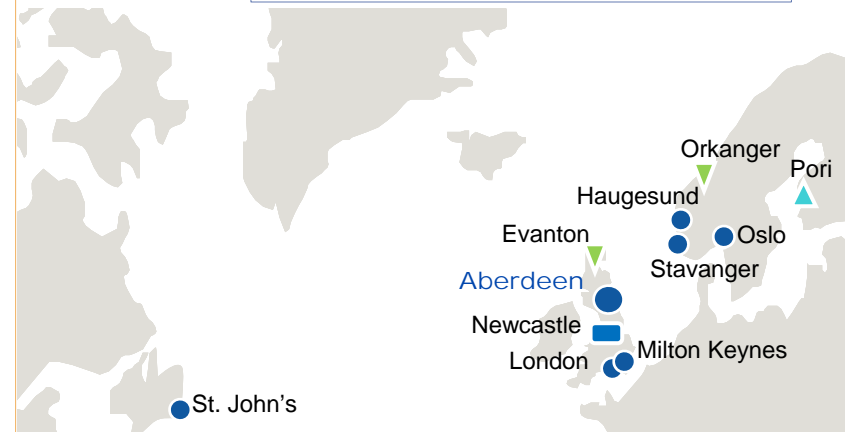 Orkanger
Pori
Haugesund
Evanton
Oslo
Stavanger
Aberdeen
Newcastle
London
Milton Keynes
St. John's